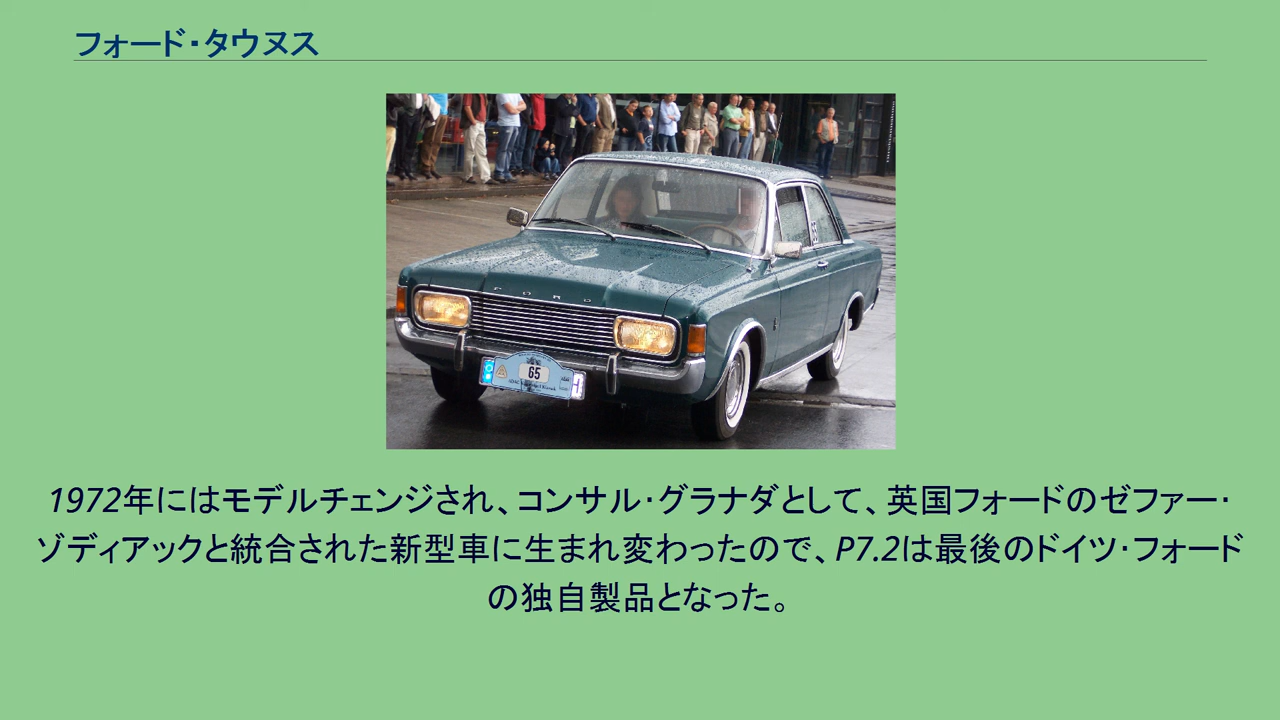 フォード・タウヌス
FORD
65
65
1972年にはモデルチェンジされ、コンサル・グラナダとして、英国フォードのゼファー・
ゾディアックと統合された新型車に生まれ変わったので、P7.2は最後のドイツ・フォード
の独自製品となった。